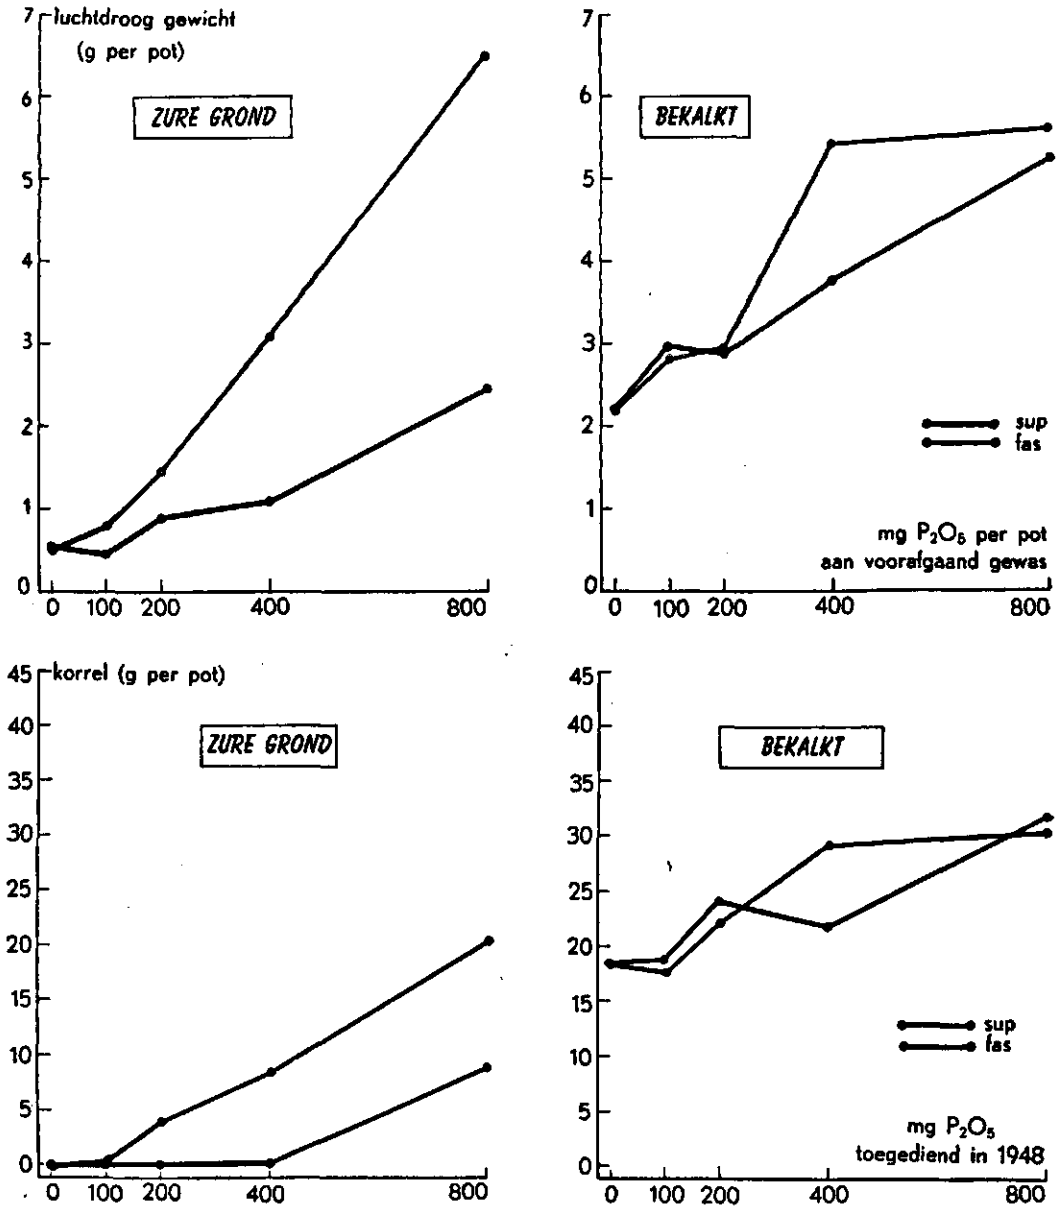 luchtdroog gewicht
(g per pot)
ZURE GROND
7
6
5
4
3
2
1
0
0 100 200 400 800
BEKALKT
7
6
5
4
3
2
1
0
sup
fas
mg P₂O₅ per pot
aan voorafgaand gewas
0 100 200 400 800
korrel (g per pot)
ZURE GROND
45
40
35
30
25
20
15
10
5
0
0 100 200 400 800
BEKALKT
45
40
35
30
25
20
15
10
5
0
sup
fas
mg P₂O₅
toegediend in 1948
0 100 200 400 800